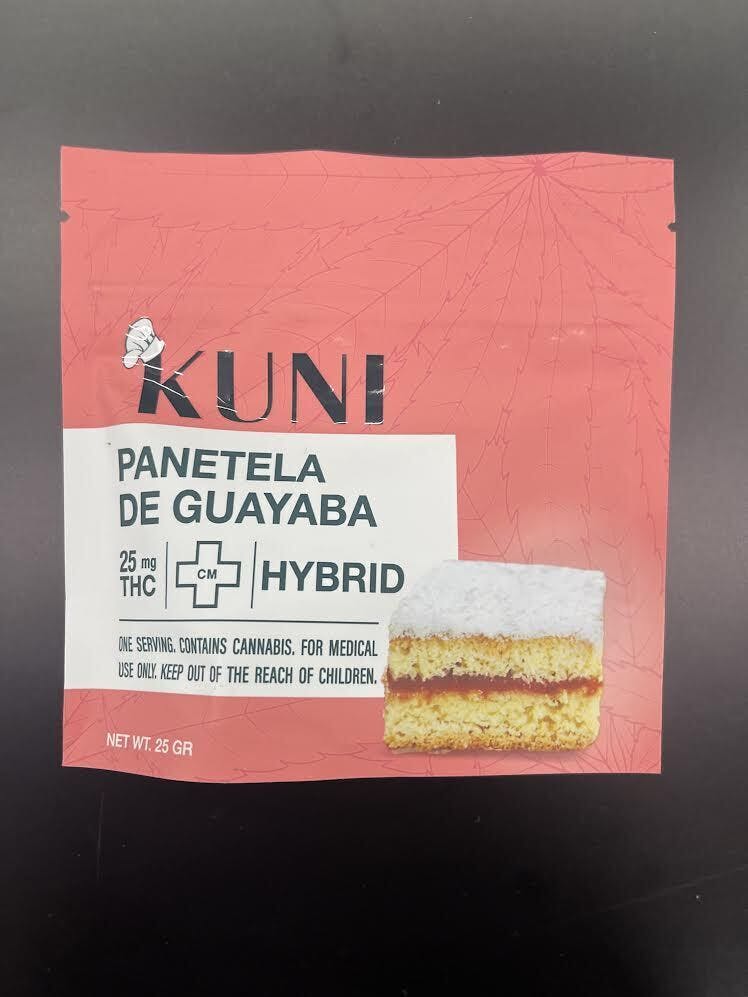 KUNI
PANETELA
DE GUAYABA
25 mg
THC
CM
HYBRID
ONE SERVING. CONTAINS CANNABIS. FOR MEDICAL
USE ONLY. KEEP OUT OF THE REACH OF CHILDREN.
NET WT. 25 GR